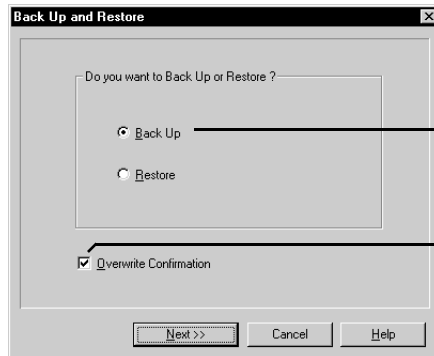 Back Up and Restore
Do you want to Back Up or Restore ?
Back Up
Restore
Overwrite Confirmation
Next >>
Cancel
Help